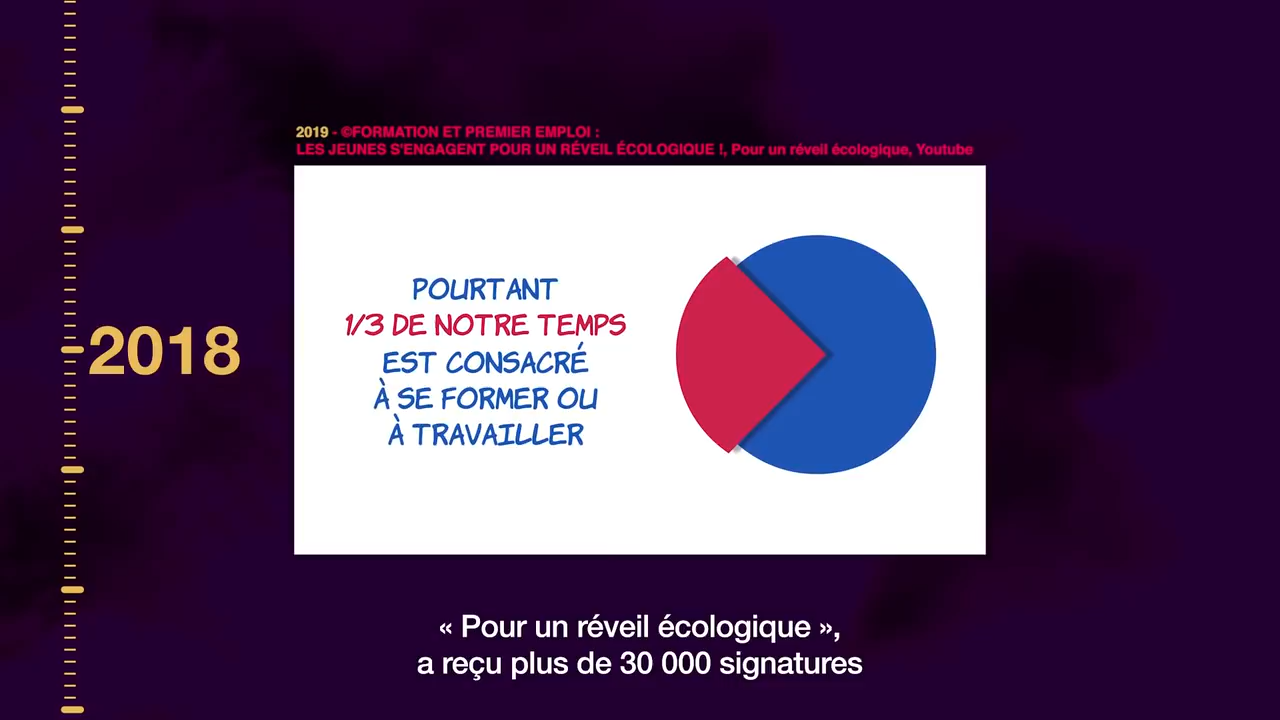 2019 - ©FORMATION ET PREMIER EMPLOI :
LES JEUNES S'ENGAGENT POUR UN RÉVEIL ÉCOLOGIQUE !, Pour un réveil écologique, Youtube
2018
POURTANT
1/3 DE NOTRE TEMPS
EST CONSACRÉ
À SE FORMER OU
À TRAVAILLER
« Pour un réveil écologique »,
a reçu plus de 30 000 signatures